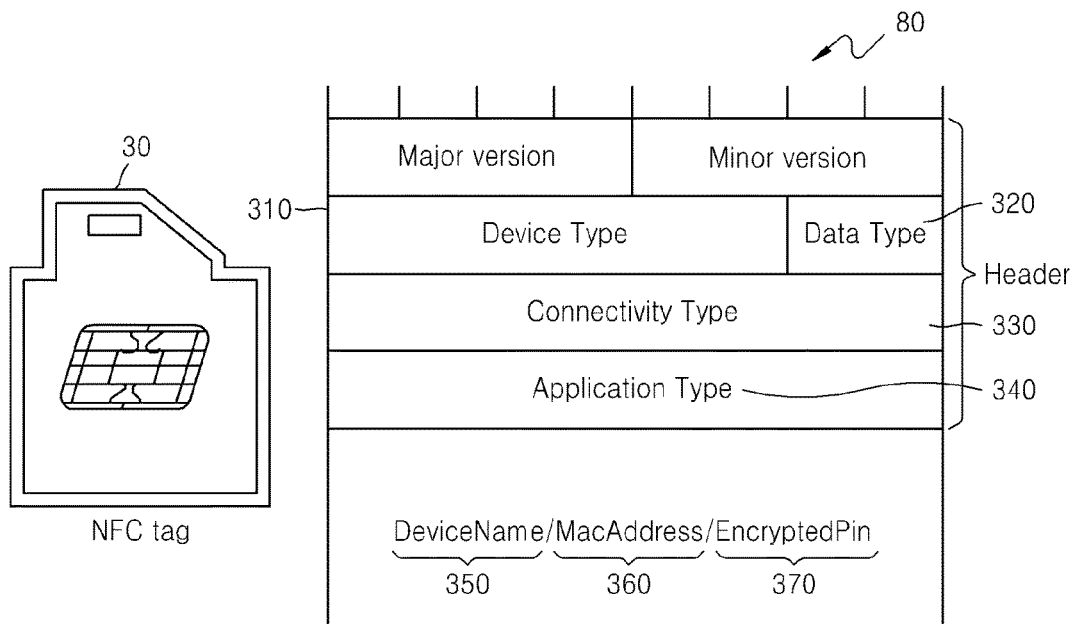 80
30
Major version Minor version
310
Device Type Data Type
320
Header
Connectivity Type
330
Application Type
340
NFC tag
DeviceName/MacAddress/EncryptedPin
350 360 370